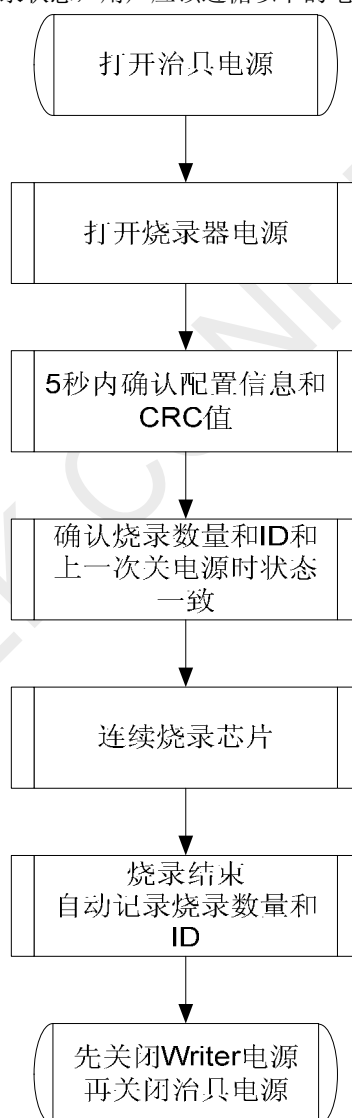 打开治具电源
打开烧录器电源
5秒内确认配置信息和
CRC值
确认烧录数量和ID和
上一次关电源时状态
一致
连续烧录芯片
烧录结束
自动记录烧录数量和
ID
先关闭Writer电源
再关闭治具电源